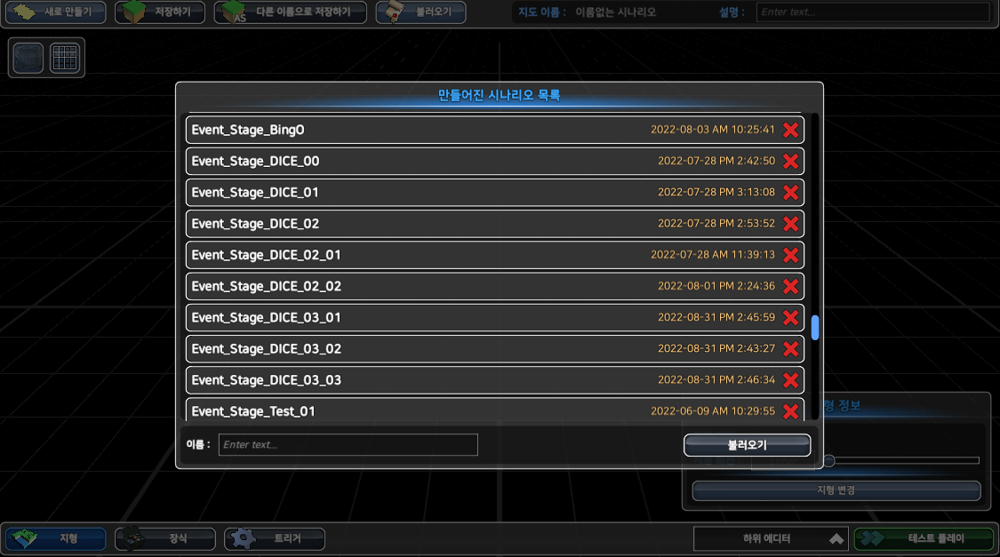 새로 만들기
저장하기
AS 다른 이름으로 저장하기
불러오기
지도 이름 : 이름없는 시나리오
설명 : Enter text...
만들어진 시나리오 목록
Event_Stage_BingO 2022-08-03 AM 10:25:41
Event_Stage_DICE_00 2022-07-28 PM 2:42:50
Event_Stage_DICE_01 2022-07-28 PM 3:13:08
Event_Stage_DICE_02 2022-07-28 PM 2:53:52
Event_Stage_DICE_02_01 2022-07-28 AM 11:39:13
Event_Stage_DICE_02_02 2022-08-01 PM 2:24:36
Event_Stage_DICE_03_01 2022-08-31 PM 2:45:59
Event_Stage_DICE_03_02 2022-08-31 PM 2:43:27
Event_Stage_DICE_03_03 2022-08-31 PM 2:46:34
Event_Stage_Test_01 2022-06-09 AM 10:29:55
형 정보
이름 : Enter text...
불러오기
지형 변경
지형
장식
트리거
하위 에디터
테스트 플레이